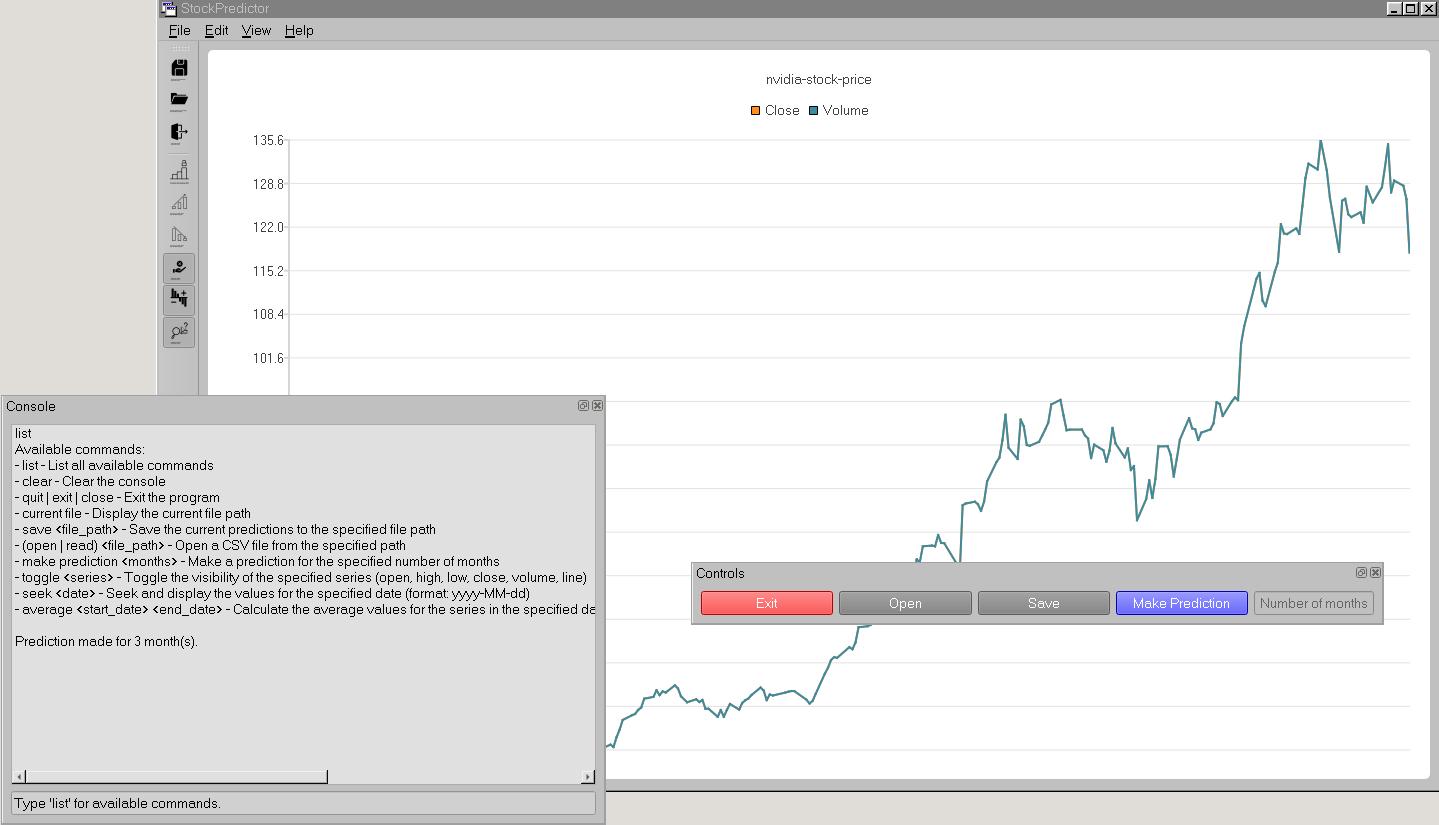 StockPredictor
File Edit View Help
nvidia-stock-price
Close Volume
135.6
128.8
122.0
115.2
108.4
101.6
Console
list
Available commands:
- list - List all available commands
- clear - Clear the console
- quit | exit | close - Exit the program
- current file - Display the current file path
- save <file_path> - Save the current predictions to the specified file path
- (open | read) <file_path> - Open a CSV file from the specified path
- make prediction <months> - Make a prediction for the specified number of months
- toggle <series> - Toggle the visibility of the specified series (open, high, low, close, volume, line)
- seek <date> - Seek and display the values for the specified date (format: yyyy-MM-dd)
- average <start_date> <end_date> - Calculate the average values for the series in the specified da
Prediction made for 3 month(s).
Type 'list' for available commands.
Controls
Exit Open Save Make Prediction Number of months